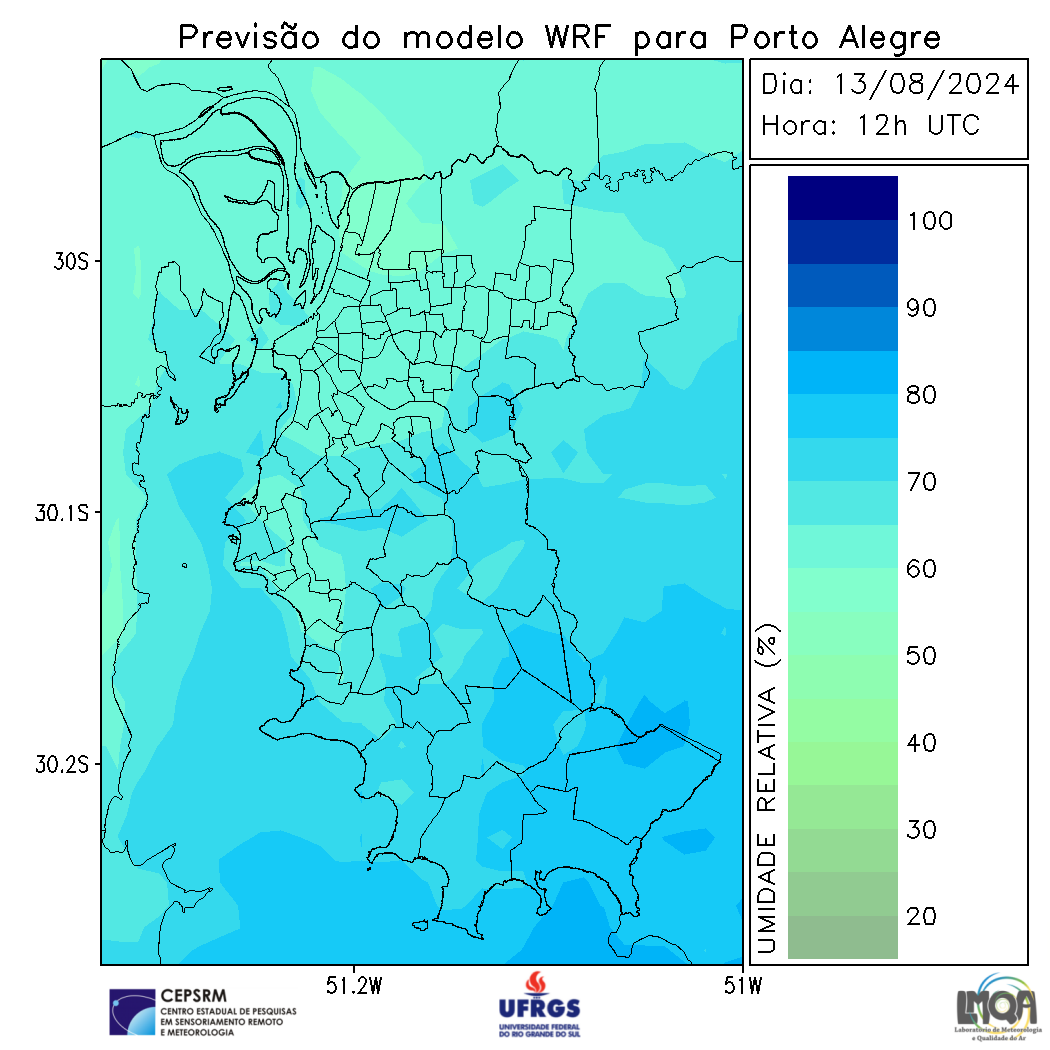 Previsão do modelo WRF para Porto Alegre
Dia: 13/08/2024
Hora: 12h UTC
30S
30.1S
30.2S
51.2W
51W
UMIDADE RELATIVA (%)
100
90
80
70
60
50
40
30
20
CEPSRM
CENTRO ESTADUAL DE PESQUISAS
EM SENSORIAMENTO REMOTO
E METEOROLOGIA
UFRGS
UNIVERSIDADE FEDERAL
DO RIO GRANDE DO SUL
LMQA
Laboratório de Meteorologia
e Qualidade do Ar